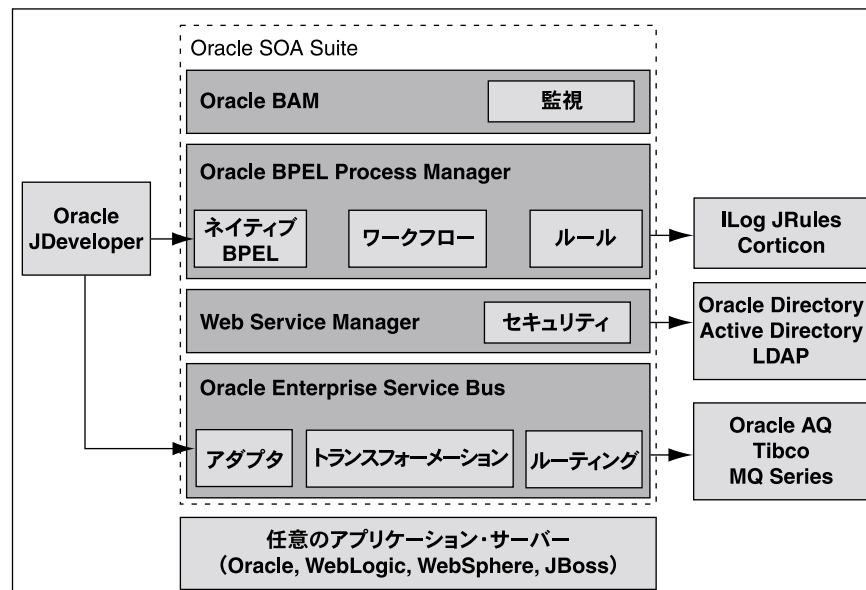 Oracle SOA Suite
Oracle BAM
監視
Oracle BPEL Process Manager
Oracle
JDeveloper
ネイティブ
BPEL
ワークフロー
ルール
ILog JRules
Corticon
Web Service Manager
セキュリティ
Oracle Directory
Active Directory
LDAP
Oracle Enterprise Service Bus
アダプタ
トランスフォーメーション
ルーティング
Oracle AQ
Tibco
MQ Series
任意のアプリケーション・サーバー
（Oracle, WebLogic, WebSphere, JBoss）